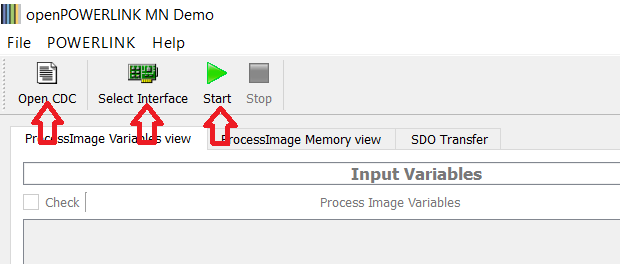 openPOWERLINK MN Demo
File POWERLINK Help
Open CDC Select Interface Start Stop
ProcessImage Variables view ProcessImage Memory view SDO Transfer
Input Variables
Check Process Image Variables